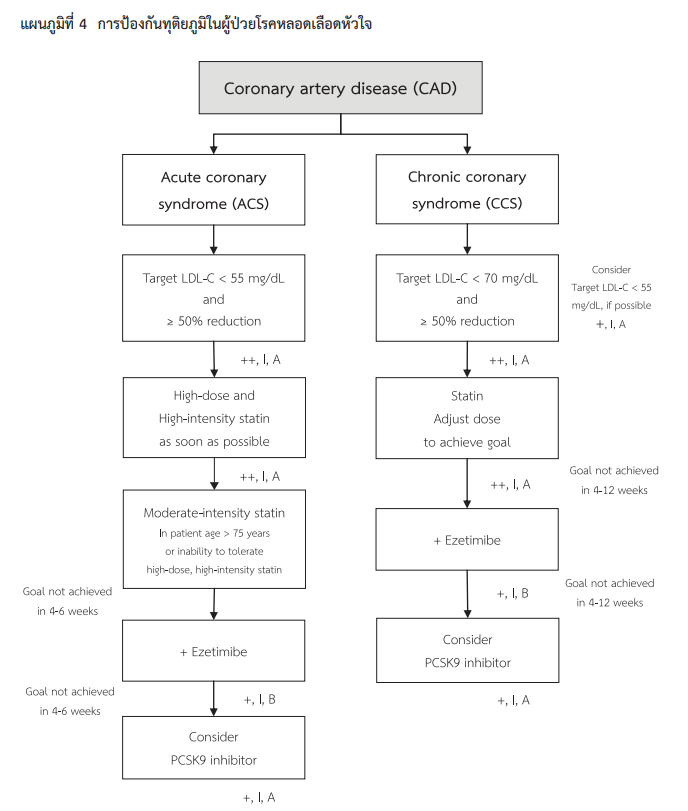 แผนภูมิที่ 4 การป้องกันทุติยภูมิในผู้ป่วยโรคหลอดเลือดหัวใจ
Coronary artery disease (CAD)
Acute coronary
syndrome (ACS)
Target LDL-C < 55 mg/dL
and
≥ 50% reduction
++, I, A
High-dose and
High-intensity statin
as soon as possible
++, I, A
Moderate-intensity statin
In patient age > 75 years
or inability to tolerate
high-dose, high-intensity statin
Goal not achieved
in 4-6 weeks
+ Ezetimibe
Goal not achieved
in 4-6 weeks
+, I, B
Consider
PCSK9 inhibitor
+, I, A
Chronic coronary
syndrome (CCS)
Target LDL-C < 70 mg/dL
and
≥ 50% reduction
Consider
Target LDL-C < 55
mg/dL, if possible
+, I, A
++, I, A
Statin
Adjust dose
to achieve goal
Goal not achieved
in 4-12 weeks
++, I, A
+ Ezetimibe
Goal not achieved
in 4-12 weeks
+, I, B
Consider
PCSK9 inhibitor
+, I, A